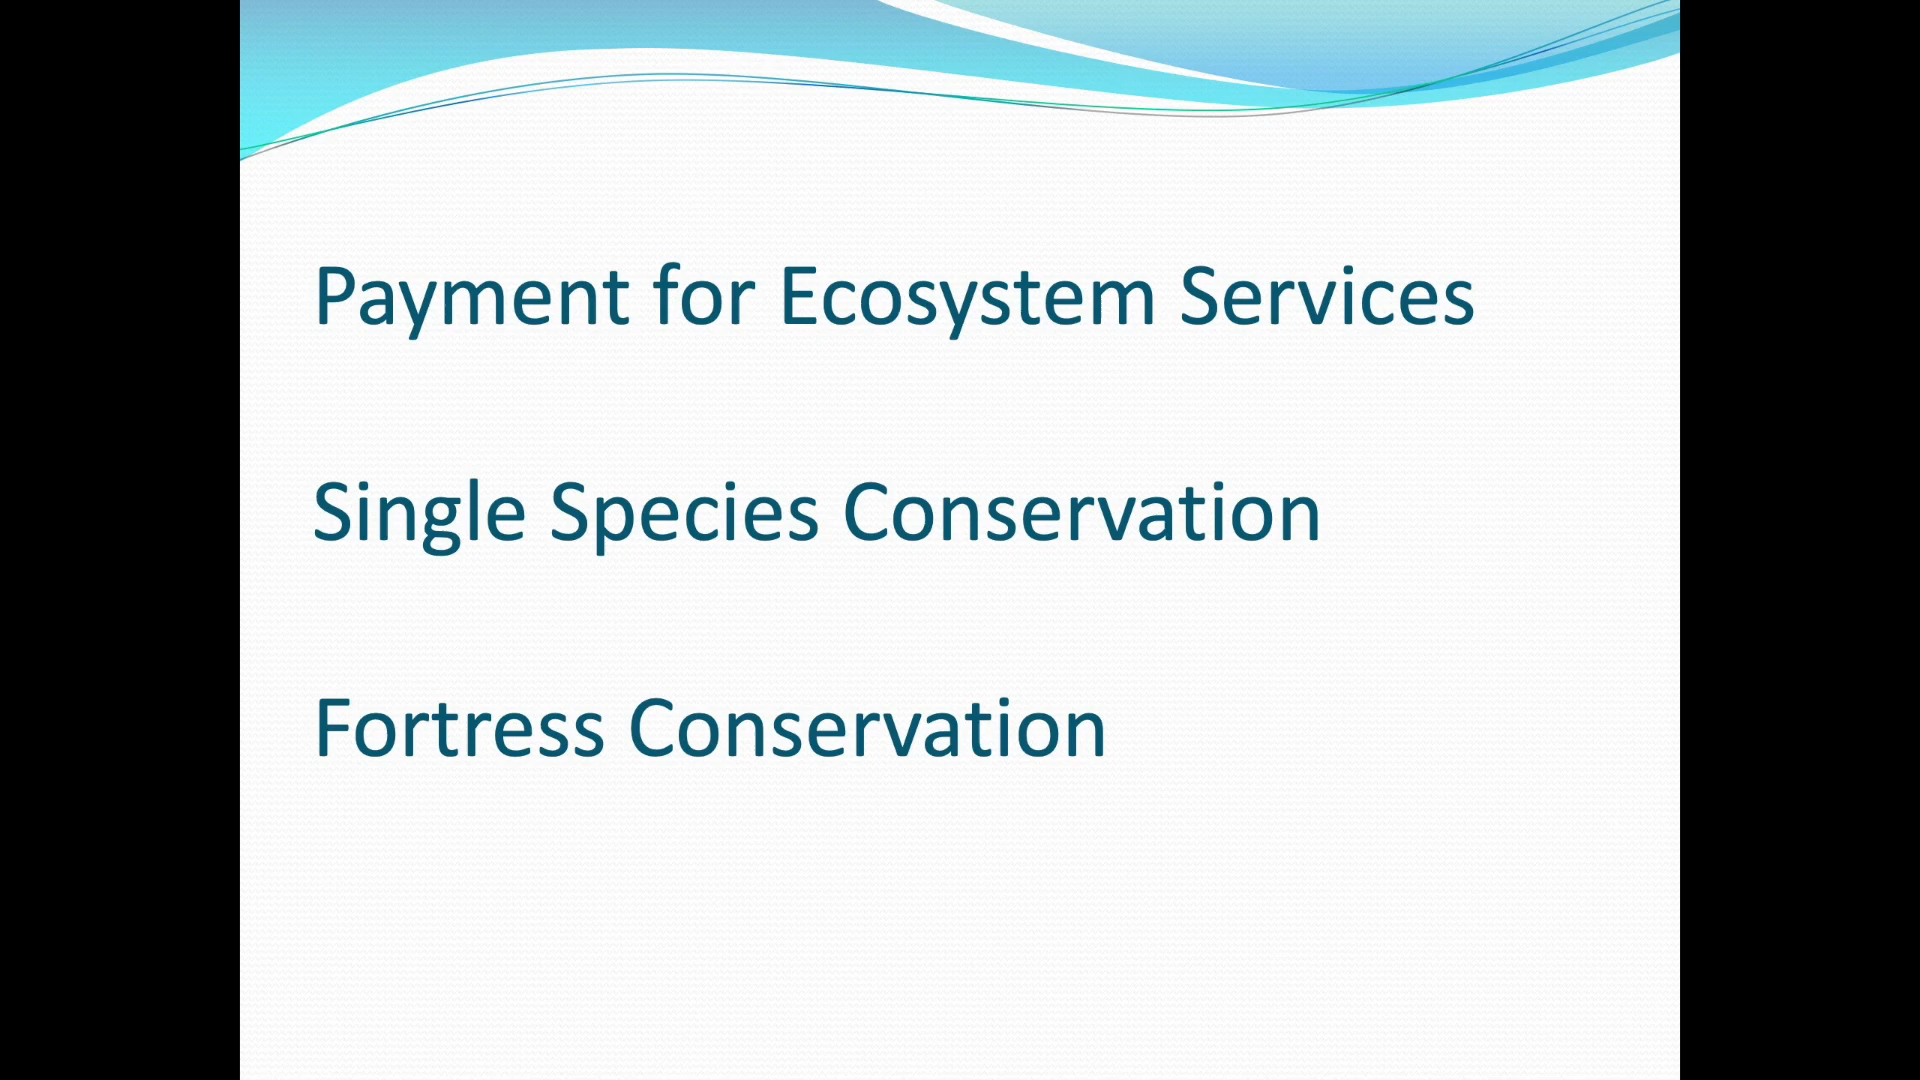 Payment for Ecosystem Services
Single Species Conservation
Fortress Conservation